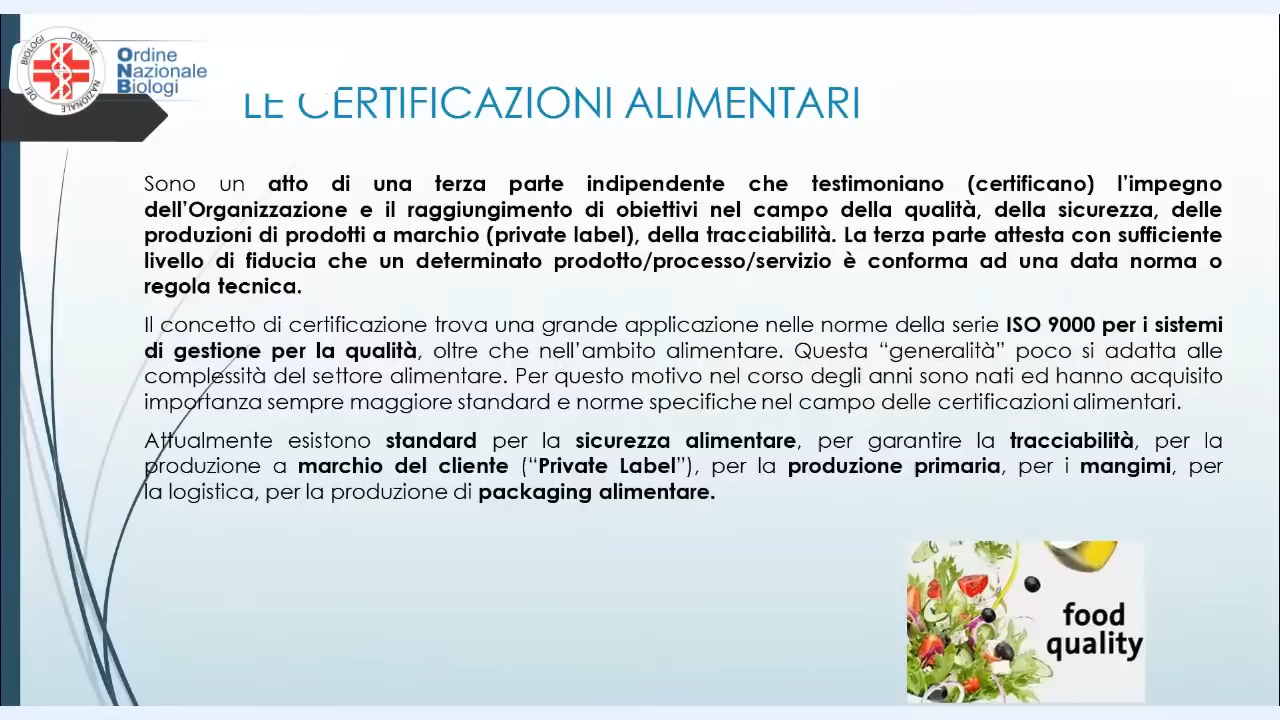 ORDINE
NAZIONALE
DEI
BIOLOGI
Ordine
Nazionale
Biologi
LE CERTIFICAZIONI ALIMENTARI
Sono un atto di una terza parte indipendente che testimoniano (certificano) l’impegno
dell’Organizzazione e il raggiungimento di obiettivi nel campo della qualità, della sicurezza, delle
produzioni di prodotti a marchio (private label), della tracciabilità. La terza parte attesta con sufficiente
livello di fiducia che un determinato prodotto/processo/servizio è conforma ad una data norma o
regola tecnica.
Il concetto di certificazione trova una grande applicazione nelle norme della serie ISO 9000 per i sistemi
di gestione per la qualità, oltre che nell’ambito alimentare. Questa “generalità” poco si adatta alle
complessità del settore alimentare. Per questo motivo nel corso degli anni sono nati ed hanno acquisito
importanza sempre maggiore standard e norme specifiche nel campo delle certificazioni alimentari.
Attualmente esistono standard per la sicurezza alimentare, per garantire la tracciabilità, per la
produzione a marchio del cliente (“Private Label”), per la produzione primaria, per i mangimi, per
la logistica, per la produzione di packaging alimentare.
food
quality